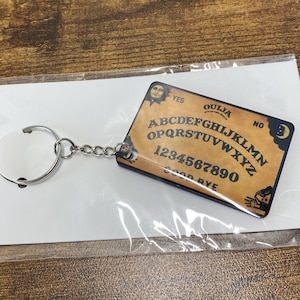 YES
OUIJA
NO
ABCDEFGHIJKLMN
OPQRSTUVWXYZ
1234567890
GOOD BYE